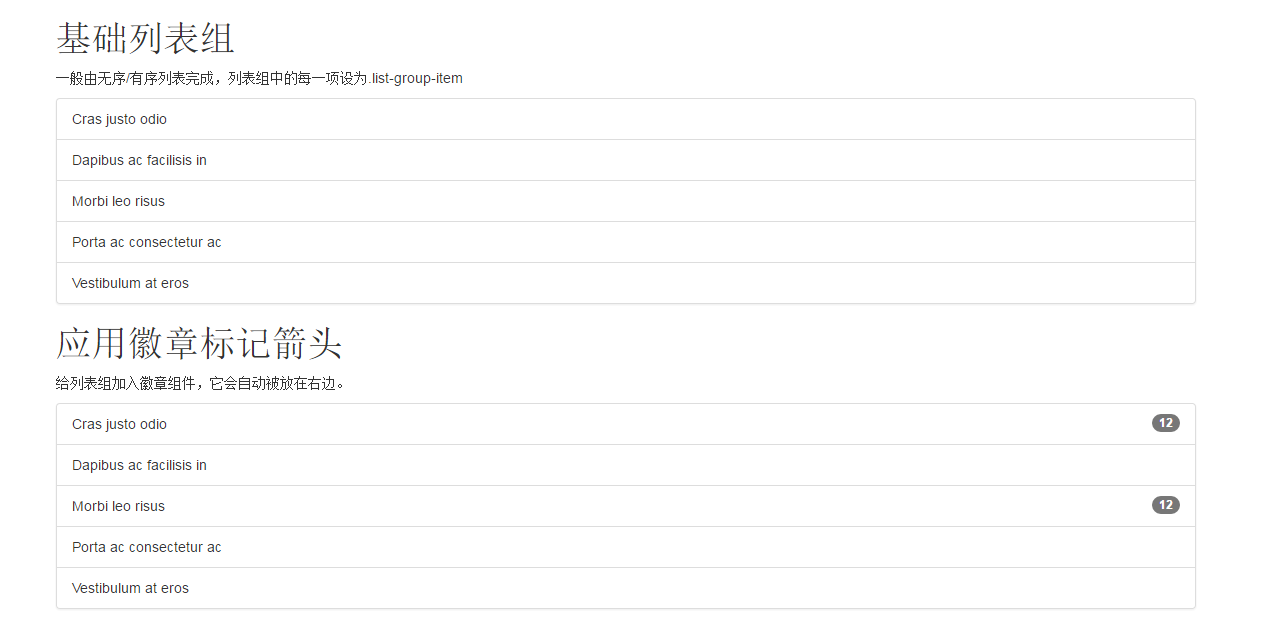 基础列表组
一般由无序/有序列表完成，列表组中的每一项设为.list-group-item
Cras justo odio
Dapibus ac facilisis in
Morbi leo risus
Porta ac consectetur ac
Vestibulum at eros
应用徽章标记箭头
给列表组加入徽章组件，它会自动被放在右边。
Cras justo odio 12
Dapibus ac facilisis in
Morbi leo risus 12
Porta ac consectetur ac
Vestibulum at eros